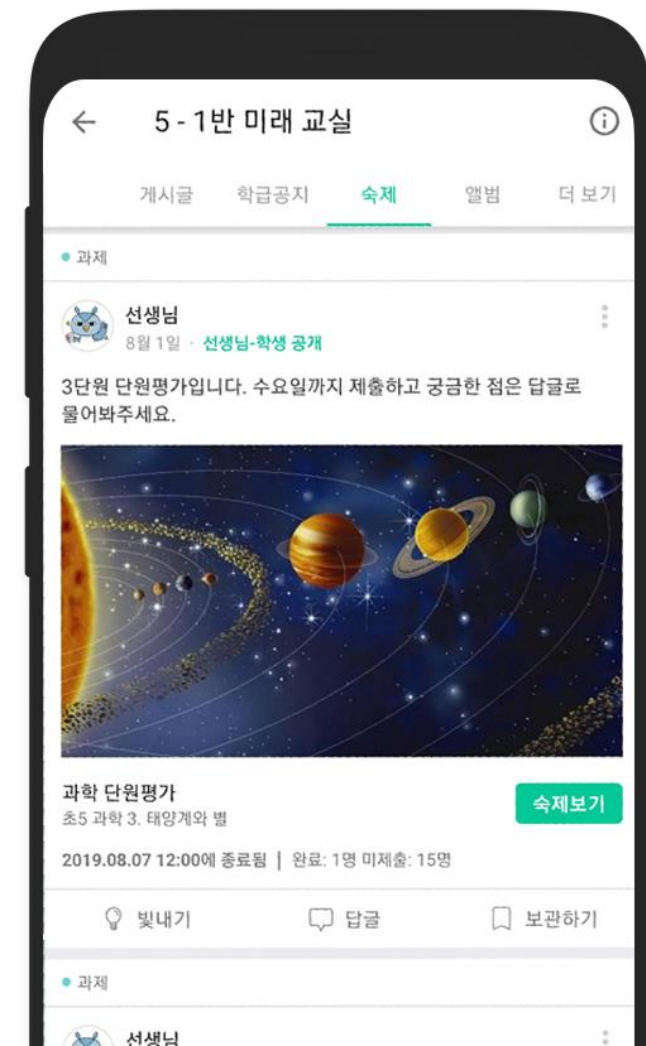 5 - 1반 미래 교실
게시글 학급공지 숙제 앨범 더 보기
과제
선생님
8월 1일 · 선생님-학생 공개
3단원 단원평가입니다. 수요일까지 제출하고 궁금한 점은 답글로
물어봐주세요.
과학 단원평가
숙제보기
초5 과학 3. 태양계와 별
2019.08.07 12:00에 종료됨 | 완료: 1명 미제출: 15명
빛내기 답글 보관하기
과제
선생님